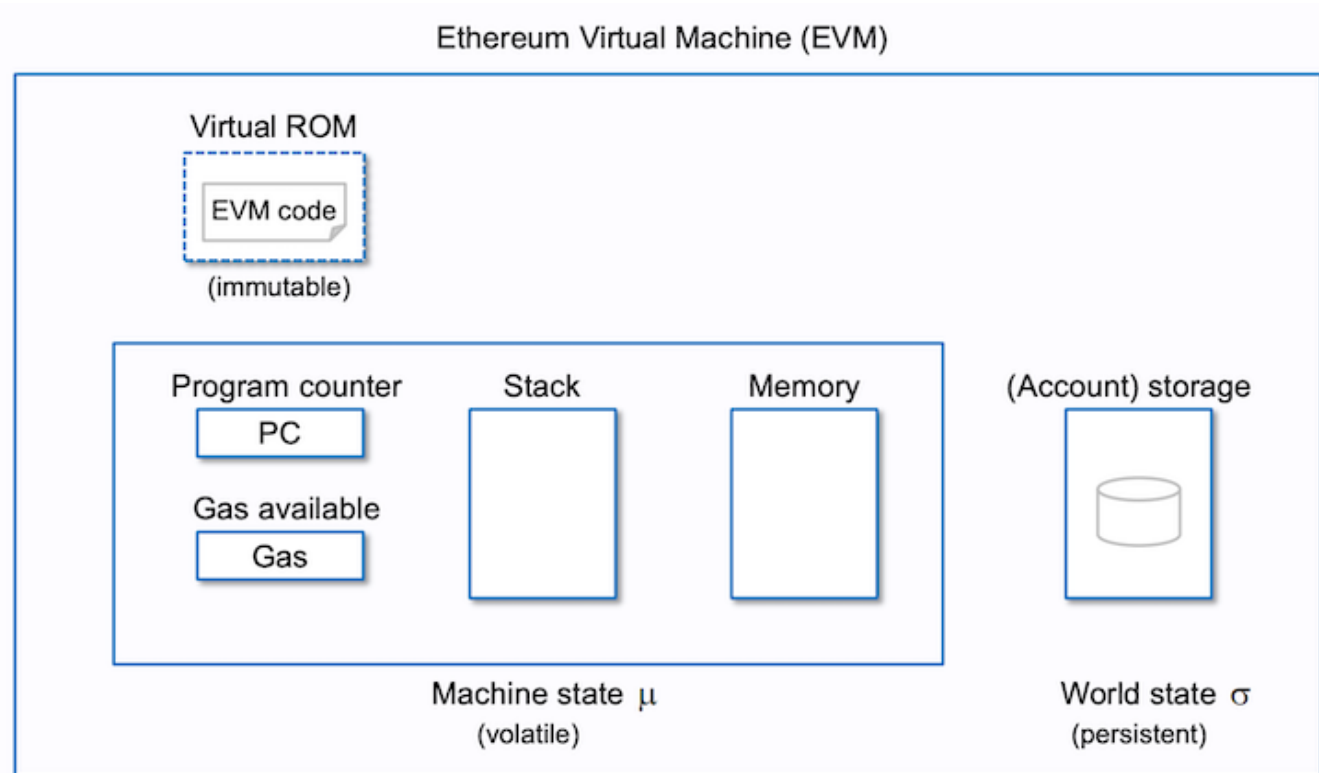 Ethereum Virtual Machine (EVM)
Virtual ROM
EVM code
(immutable)
Program counter
PC
Gas available
Gas
Stack
Memory
(Account) storage
Machine state μ
(volatile)
World state σ
(persistent)